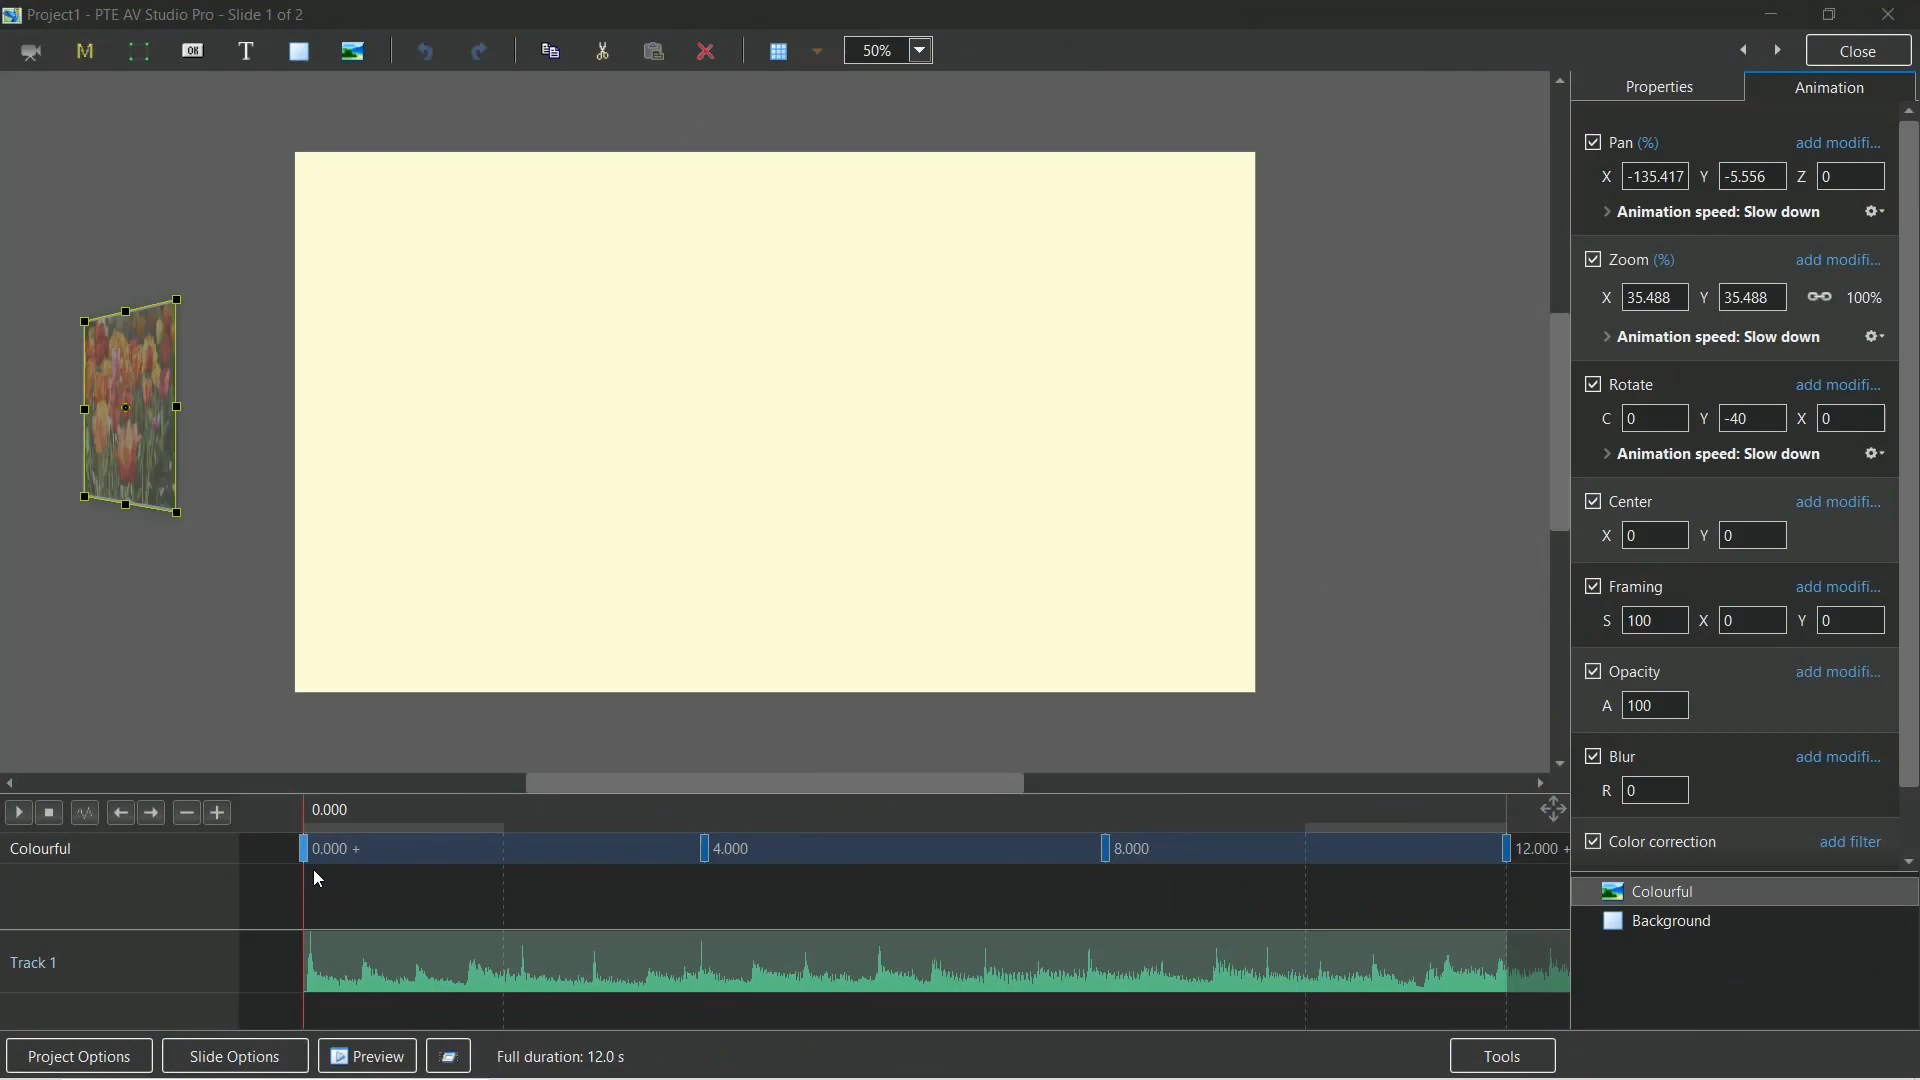 Project1 - PTE AV Studio Pro - Slide 1 of 2
M OK T 50% Close
Properties Animation
Pan (%) add modifi...
X -135.417 Y -5.556 Z 0
Animation speed: Slow down
Zoom (%) add modifi...
X 35.488 Y 35.488 100%
Animation speed: Slow down
Rotate add modifi...
C 0 Y -40 X 0
Animation speed: Slow down
Center add modifi...
X 0 Y 0
Framing add modifi...
S 100 X 0 Y 0
Opacity add modifi...
A 100
Blur add modifi...
R 0
Color correction add filter
Colourful
Background
0.000
Colourful 0.000 + 4.000 8.000 12.000 +
Track 1
Project Options Slide Options Preview Full duration: 12.0 s Tools